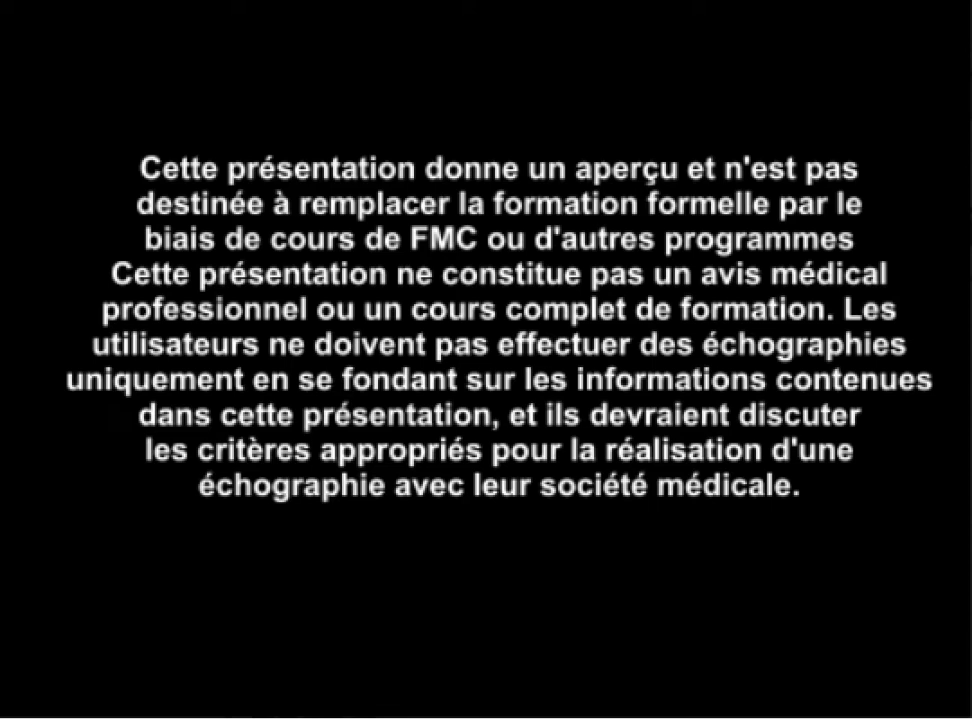 Cette présentation donne un aperçu et n'est pas
destinée à remplacer la formation formelle par le
biais de cours de FMC ou d'autres programmes
Cette présentation ne constitue pas un avis médical
professionnel ou un cours complet de formation. Les
utilisateurs ne doivent pas effectuer des échographies
uniquement en se fondant sur les informations contenues
dans cette présentation, et ils devraient discuter
les critères appropriés pour la réalisation d'une
échographie avec leur société médicale.